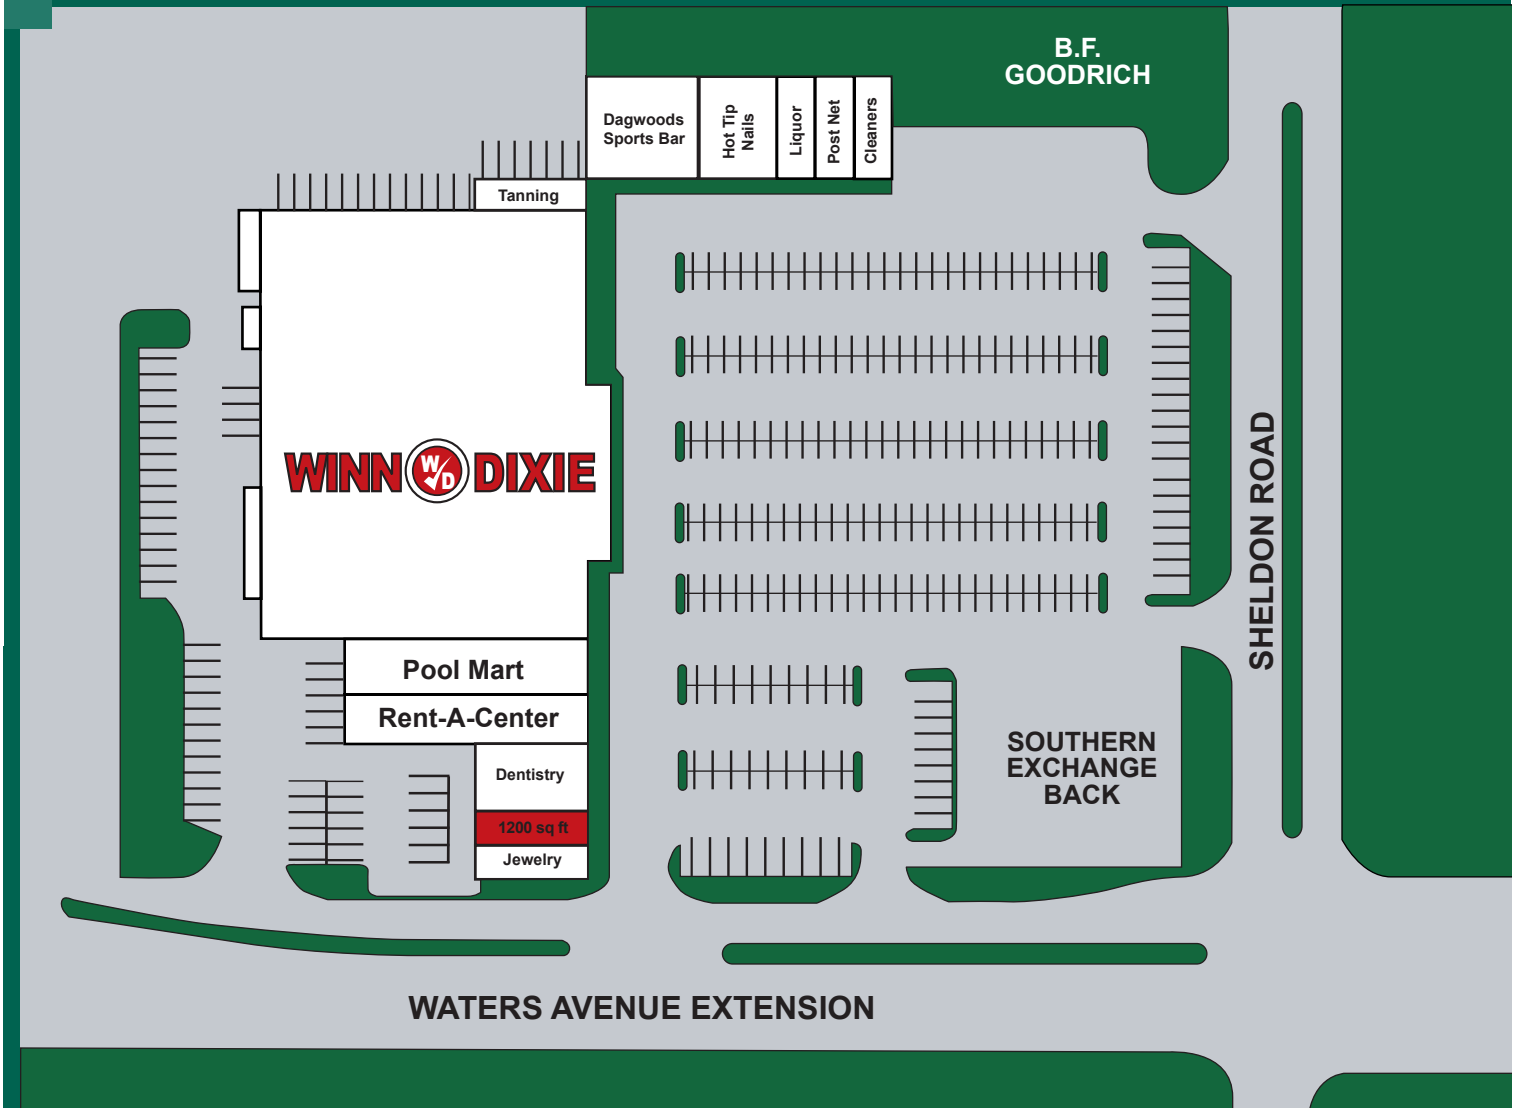 B.F.
GOODRICH
Dagwoods
Sports Bar
Hot Tip
Nails
Liquor
Post Net
Cleaners
Tanning
WINN W D DIXIE
SHELDON ROAD
Pool Mart
Rent-A-Center
SOUTHERN
EXCHANGE
BACK
Dentistry
1200 sq ft
Jewelry
WATERS AVENUE EXTENSION